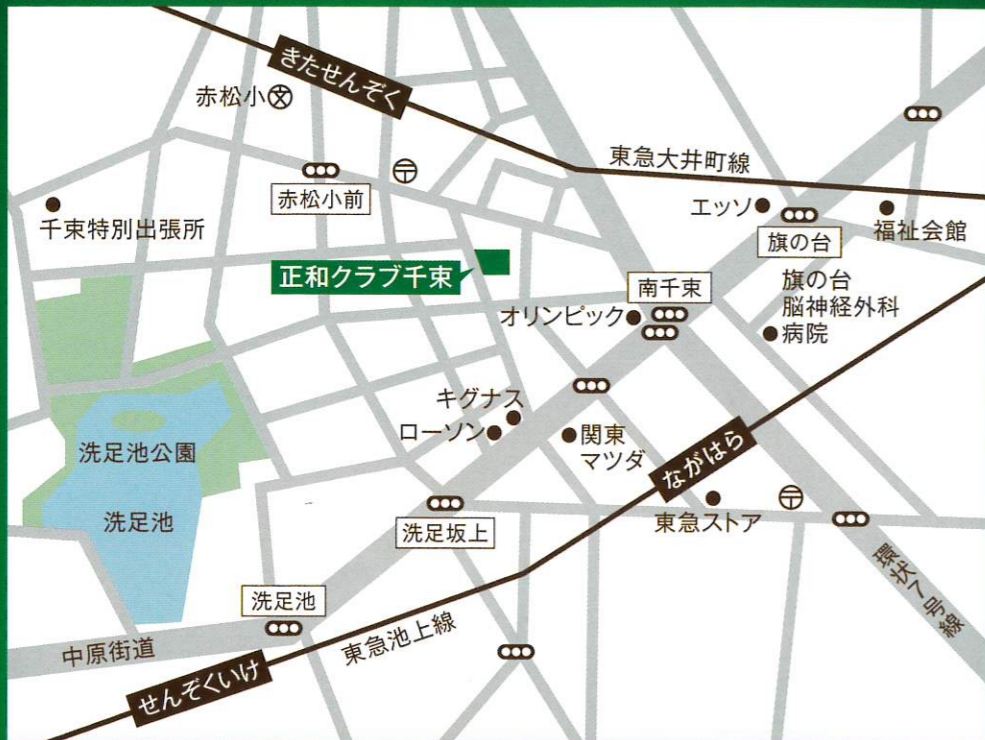 きたせんぞく
赤松小
文
東急大井町線
赤松小前
〒
エッソ
千束特別出張所
旗の台
福祉会館
正和クラブ千束
南千束
旗の台
脳神経外科
病院
オリンピック
キグナス
ローソン
関東
マツダ
ながはら
洗足池公園
洗足池
洗足坂上
東急ストア
〒
環状7号線
洗足池
中原街道
東急池上線
せんぞくいけ